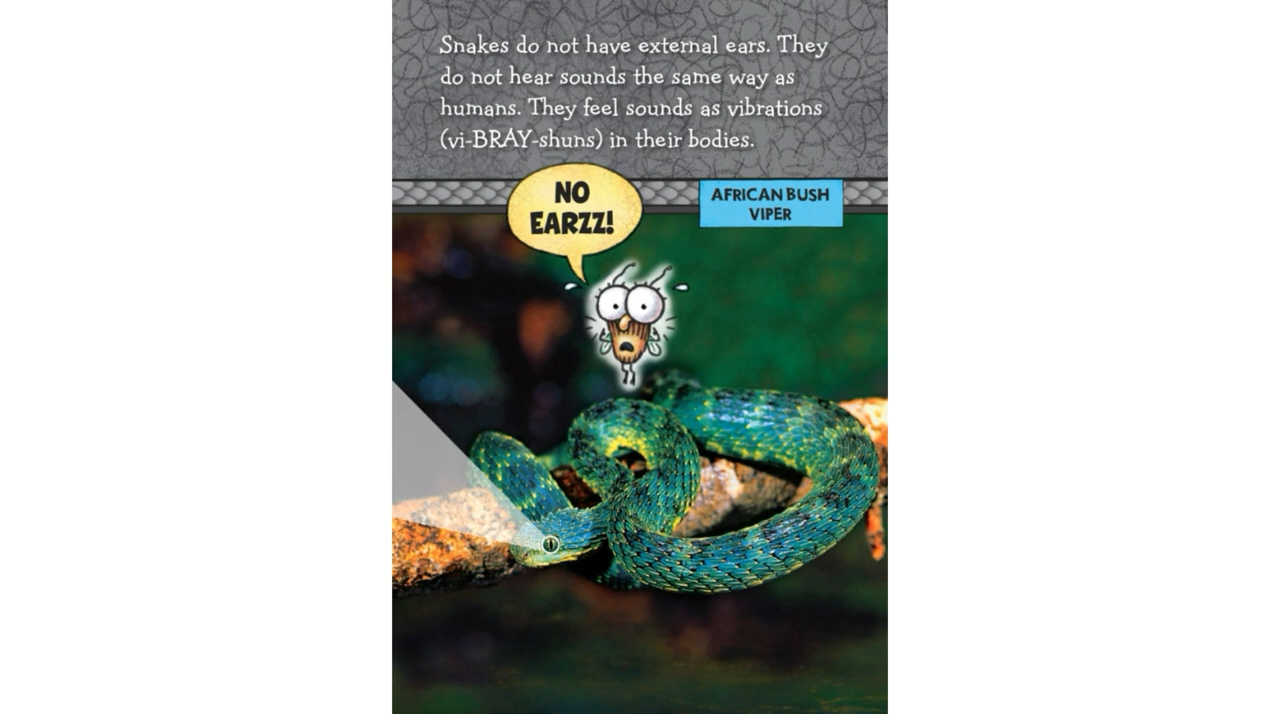 Snakes do not have external ears. They
do not hear sounds the same way as
humans. They feel sounds as vibrations
(vi-BRAY-shuns) in their bodies.
NO
EARZZ!
AFRICAN BUSH
VIPER